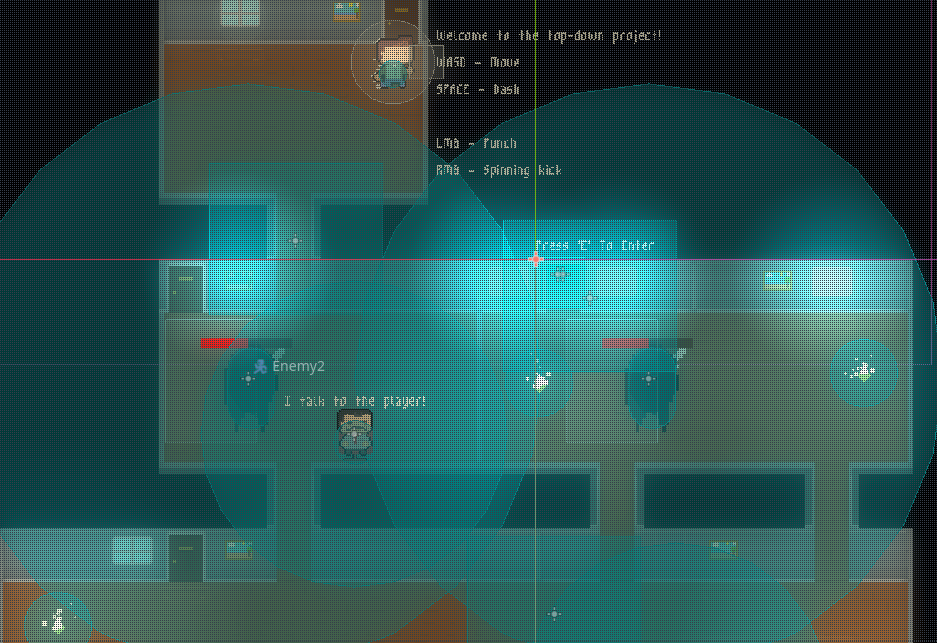 Welcome to the top-down project!
WASD - Move
SPACE - Dash
LMB - Punch
RMB - Spinning kick
Press 'E' To Enter
Enemy2
I talk to the player!